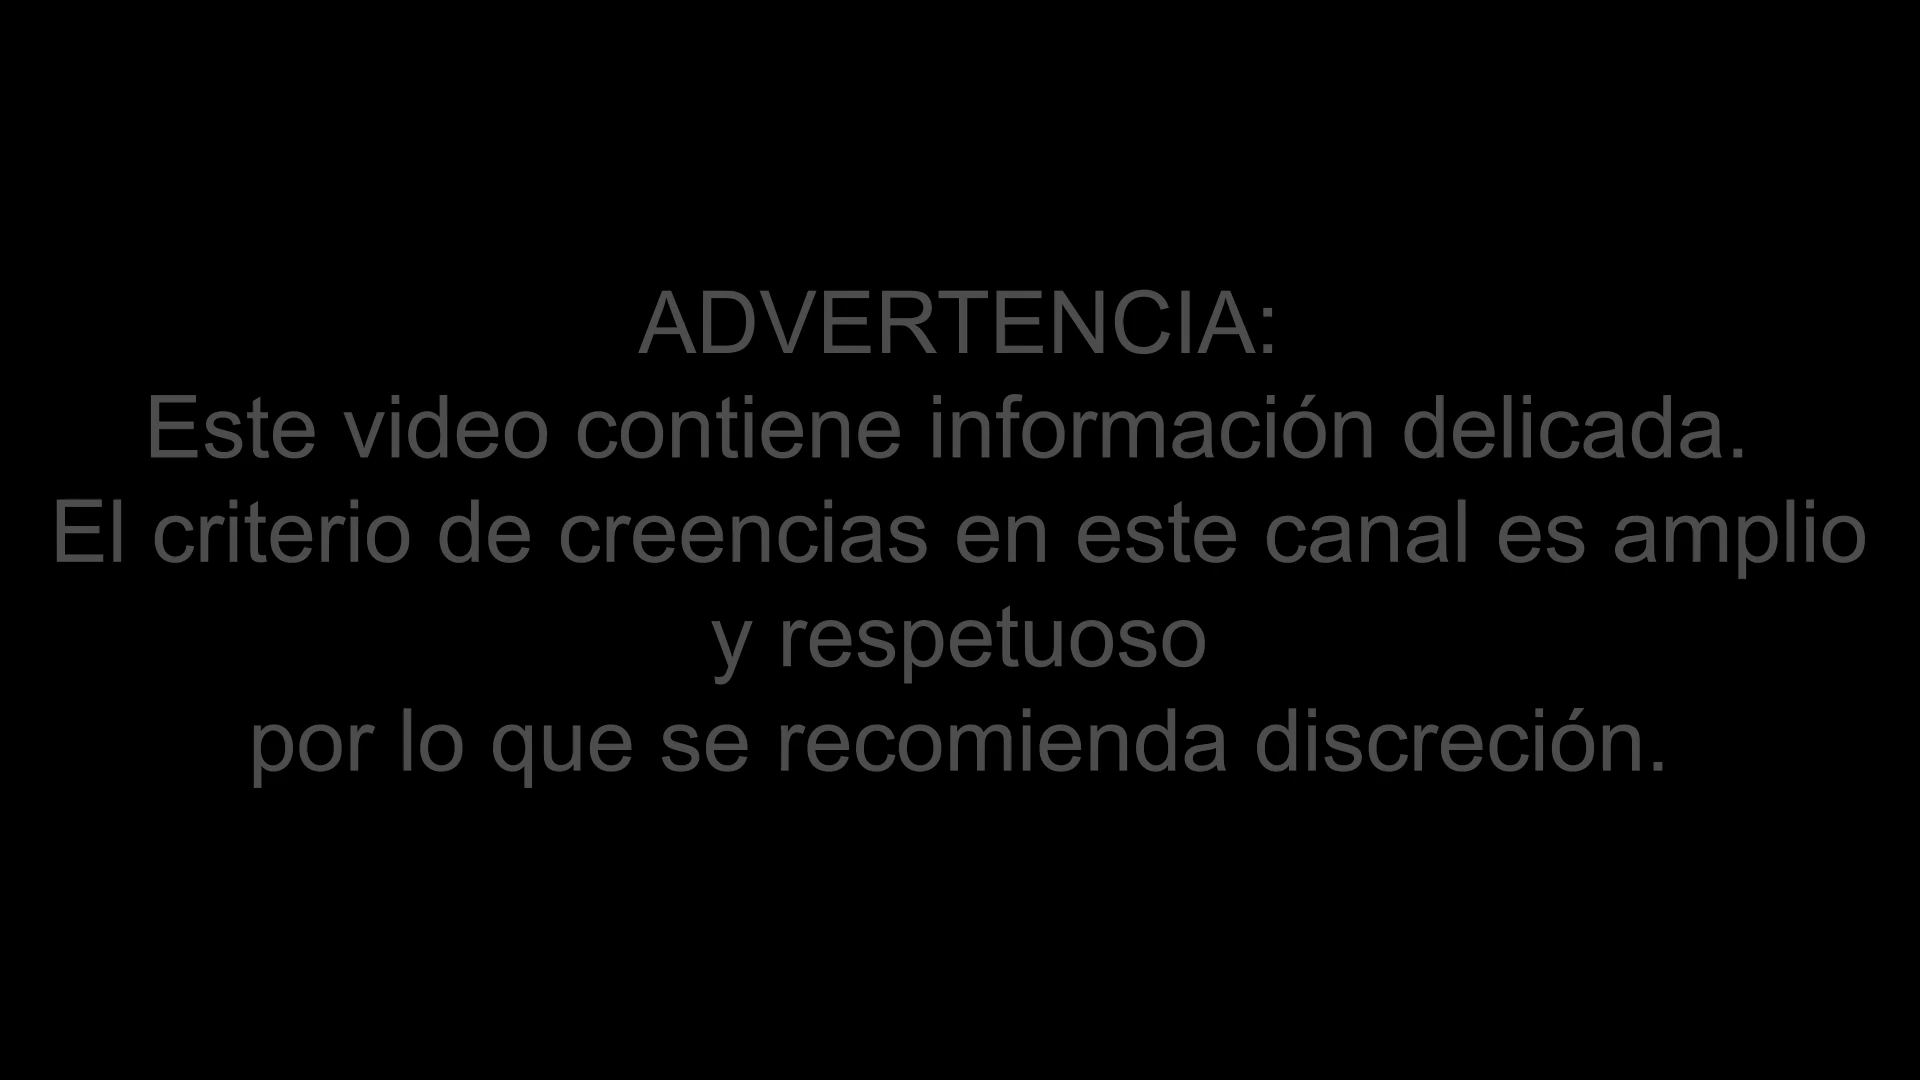 ADVERTENCIA:
Este video contiene información delicada.
El criterio de creencias en este canal es amplio
y respetuoso
por lo que se recomienda discreción.